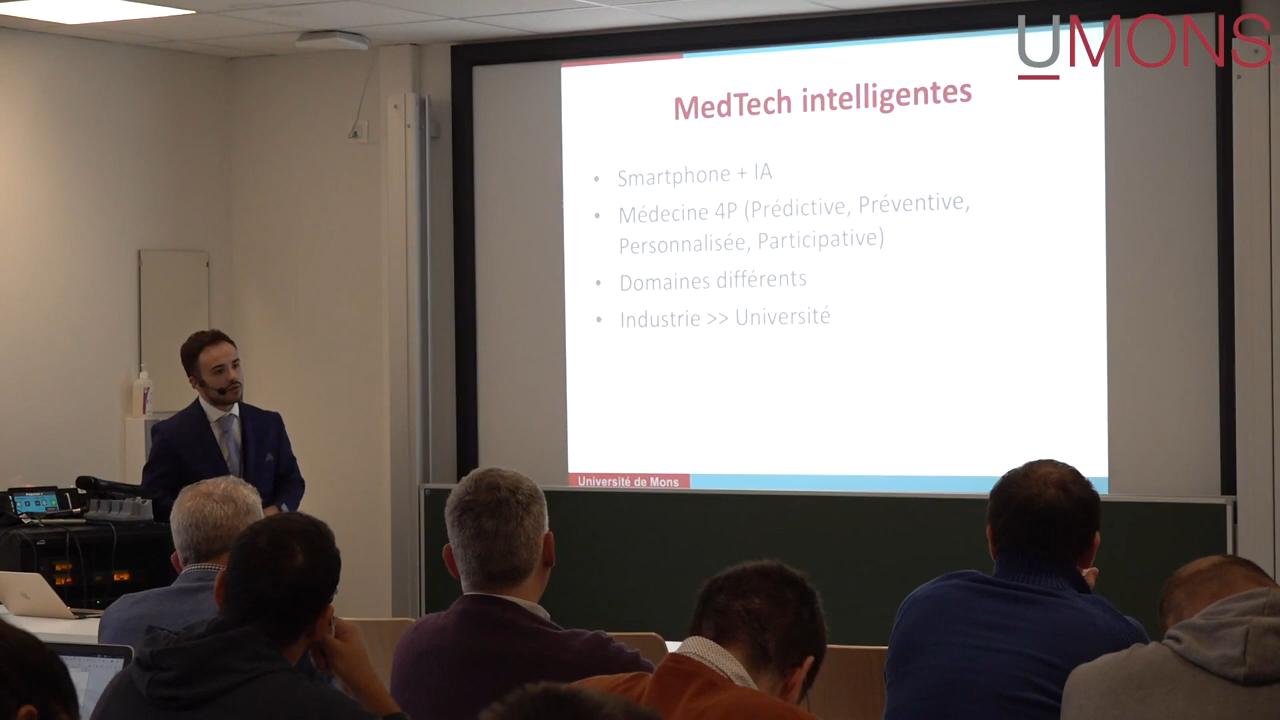 UMONS
MedTech intelligentes
• Smartphone + IA
• Médecine 4P (Prédictive, Préventive,
Personnalisée, Participative)
• Domaines différents
• Industrie >> Université
Université de Mons